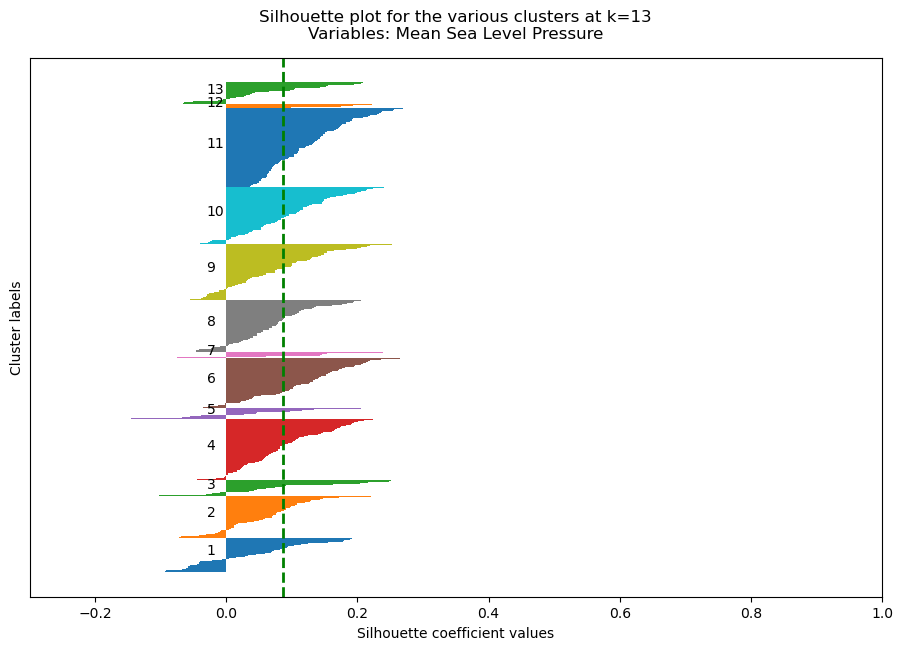 Silhouette plot for the various clusters at k=13
Variables: Mean Sea Level Pressure
Cluster labels
13
12
11
10
9
8
7
6
5
4
3
2
1
−0.2 0.0 0.2 0.4 0.6 0.8 1.0
Silhouette coefficient values